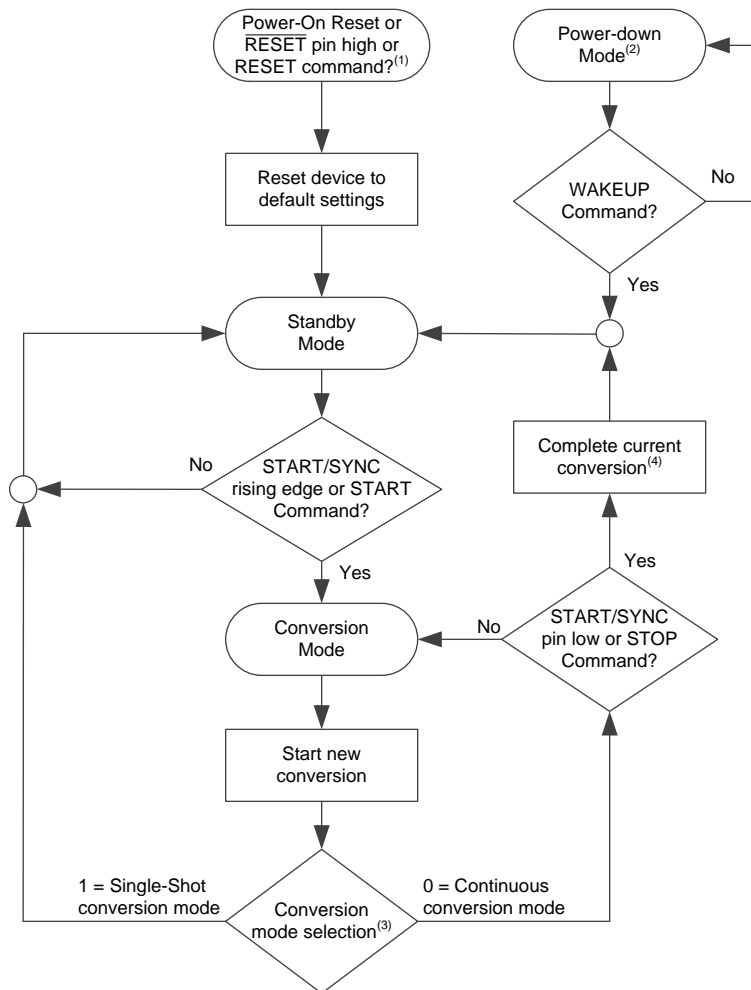 Power-On Reset or
RESET pin high or
RESET command?(1)
Power-down
Mode(2)
Reset device to
default settings
WAKEUP
Command?
No
Yes
Standby
Mode
No
START/SYNC
rising edge or START
Command?
Complete current
conversion(4)
Yes
Yes
Conversion
Mode
No
START/SYNC
pin low or STOP
Command?
Start new
conversion
1 = Single-Shot
conversion mode
0 = Continuous
conversion mode
Conversion
mode selection(3)